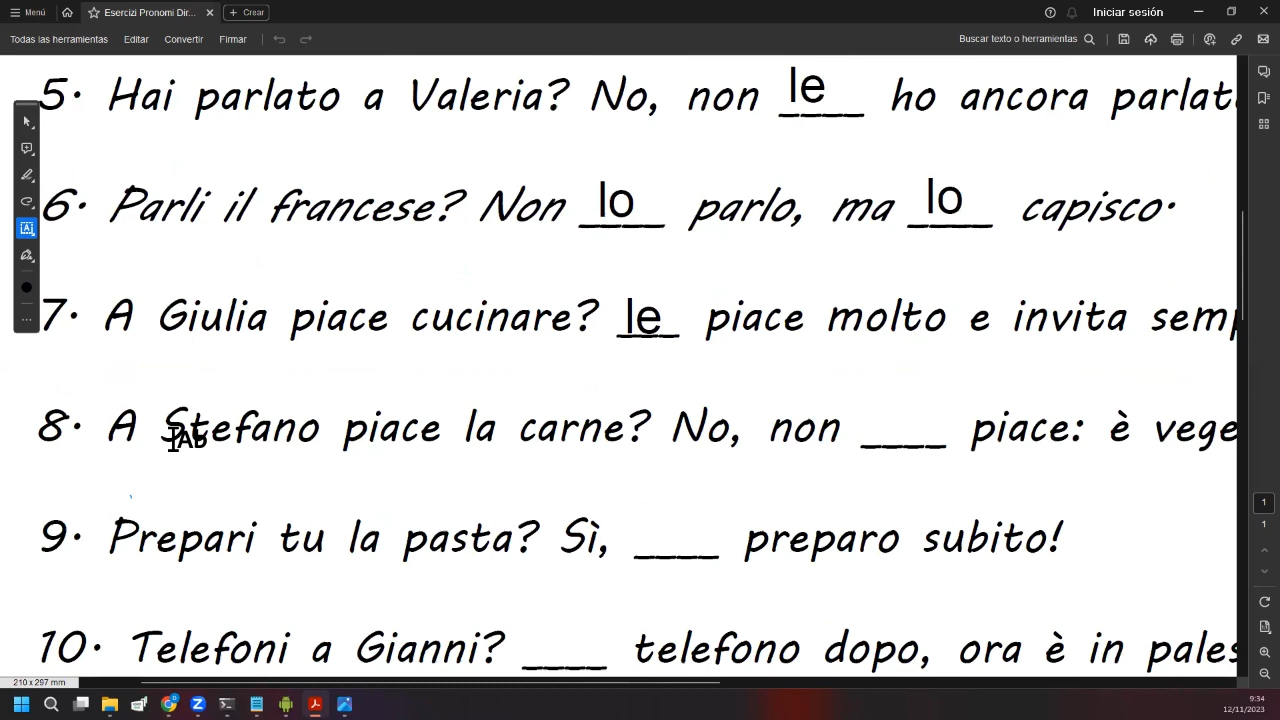 Menú
Esercizi Pronomi Dir...
Crear
Iniciar sesión
Todas las herramientas Editar Convertir Firmar
Buscar texto o herramientas
5. Hai parlato a Valeria? No, non le ho ancora parlat
6. Parli il francese? Non lo parlo, ma lo capisco.
7. A Giulia piace cucinare? le piace molto e invita semp
8. A Stefano piace la carne? No, non ____ piace: è vege
9. Prepari tu la pasta? Sì, ____ preparo subito!
10. Telefoni a Gianni? ____ telefono dopo, ora è in pales
1
1
210 x 297 mm
9:34
12/11/2023